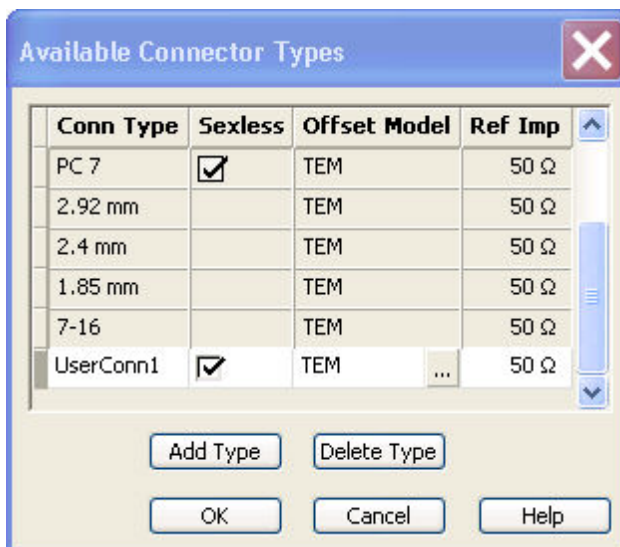 Available Connector Types
Conn Type Sexless Offset Model Ref Imp
PC 7 TEM 50 Ω
2.92 mm TEM 50 Ω
2.4 mm TEM 50 Ω
1.85 mm TEM 50 Ω
7-16 TEM 50 Ω
UserConn1 TEM ... 50 Ω
Add Type Delete Type
OK Cancel Help